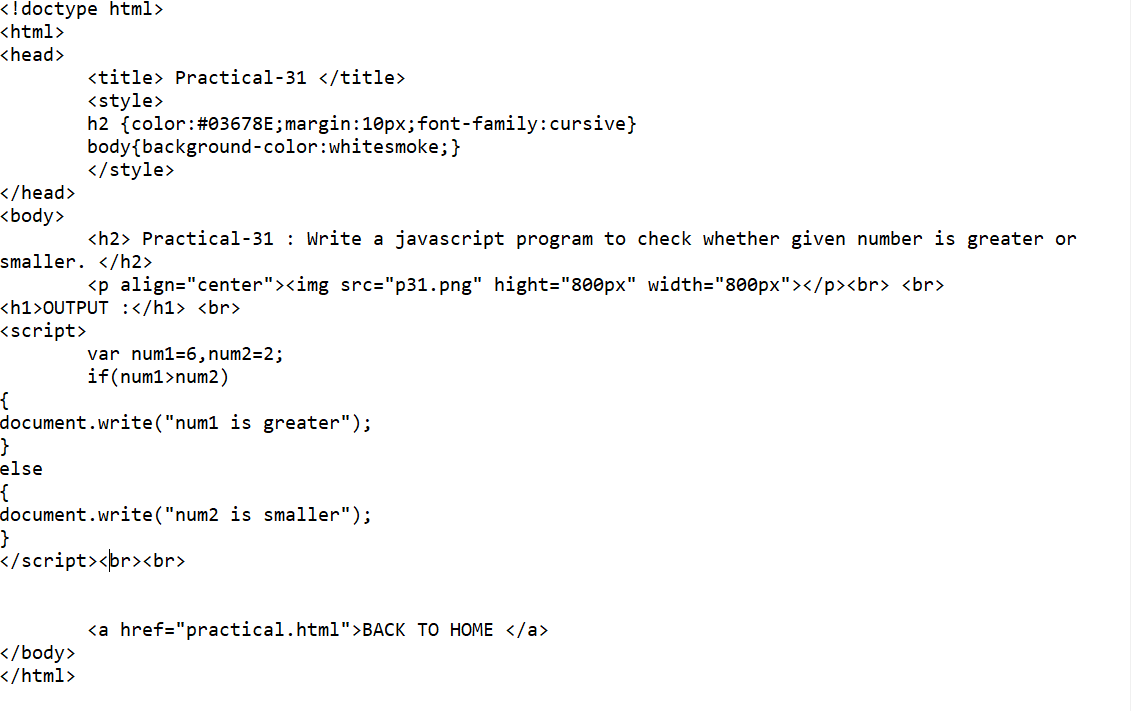 <!doctype html>
<html>
<head>
        <title> Practical-31 </title>
        <style>
        h2 {color:#03678E;margin:10px;font-family:cursive}
        body{background-color:whitesmoke;}
        </style>
</head>
<body>
        <h2> Practical-31 : Write a javascript program to check whether given number is greater or
smaller. </h2>
        <p align="center"><img src="p31.png" hight="800px" width="800px"></p><br> <br>
<h1>OUTPUT :</h1> <br>
<script>
        var num1=6,num2=2;
        if(num1>num2)
{
document.write("num1 is greater");
}
else
{
document.write("num2 is smaller");
}
</script><br><br>
        <a href="practical.html">BACK TO HOME </a>
</body>
</html>